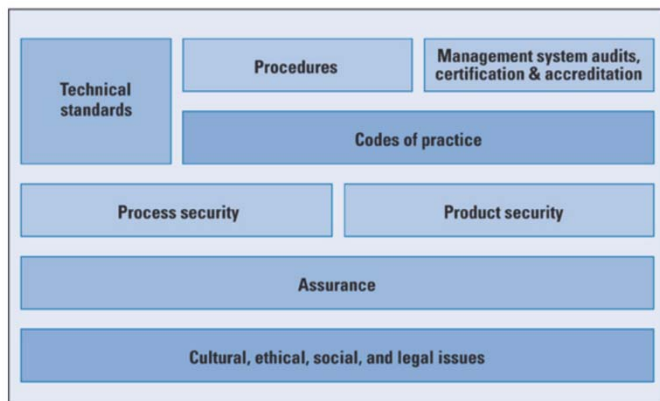 Technical
standards
Procedures
Management system audits,
certification & accreditation
Codes of practice
Process security
Product security
Assurance
Cultural, ethical, social, and legal issues